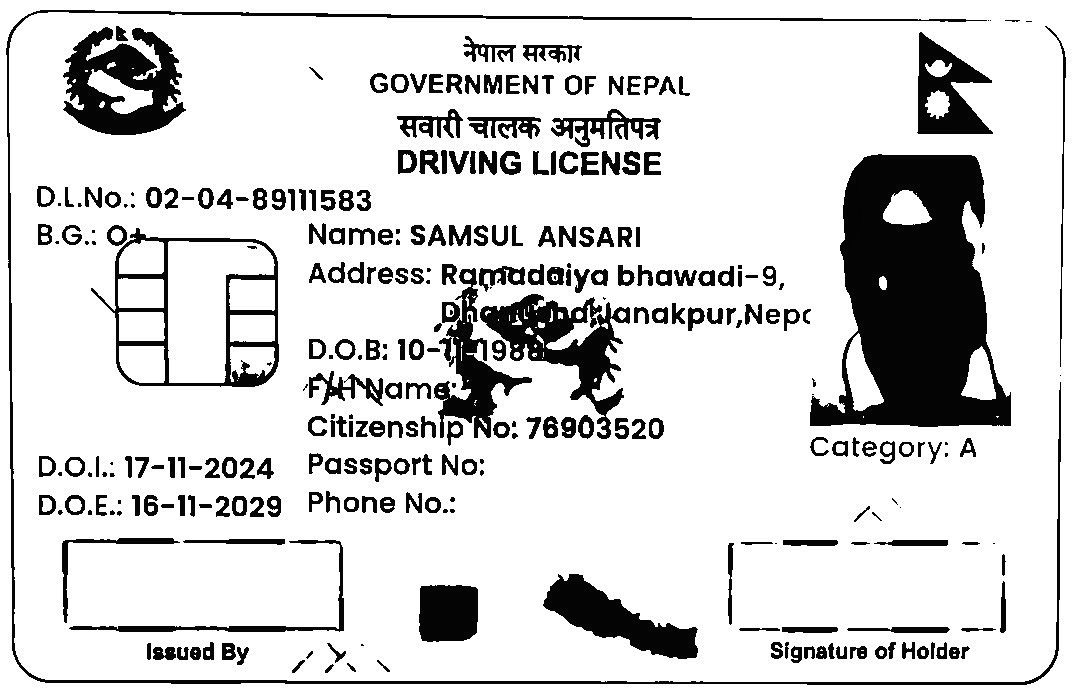 नेपाल सरकार
GOVERNMENT OF NEPAL
सवारी चालक अनुमतिपत्र
DRIVING LICENSE
D.L.No.: 02-04-89111583
B.G.: O+
Name: SAMSUL ANSARI
Address: Ramadaiya bhawadi-9,
Janakpur,Nepa
D.O.B: 10-11-1988
F/H Name:
Citizenship No: 76903520
Category: A
D.O.I.: 17-11-2024
Passport No:
D.O.E.: 16-11-2029
Phone No.:
Issued By
Signature of Holder